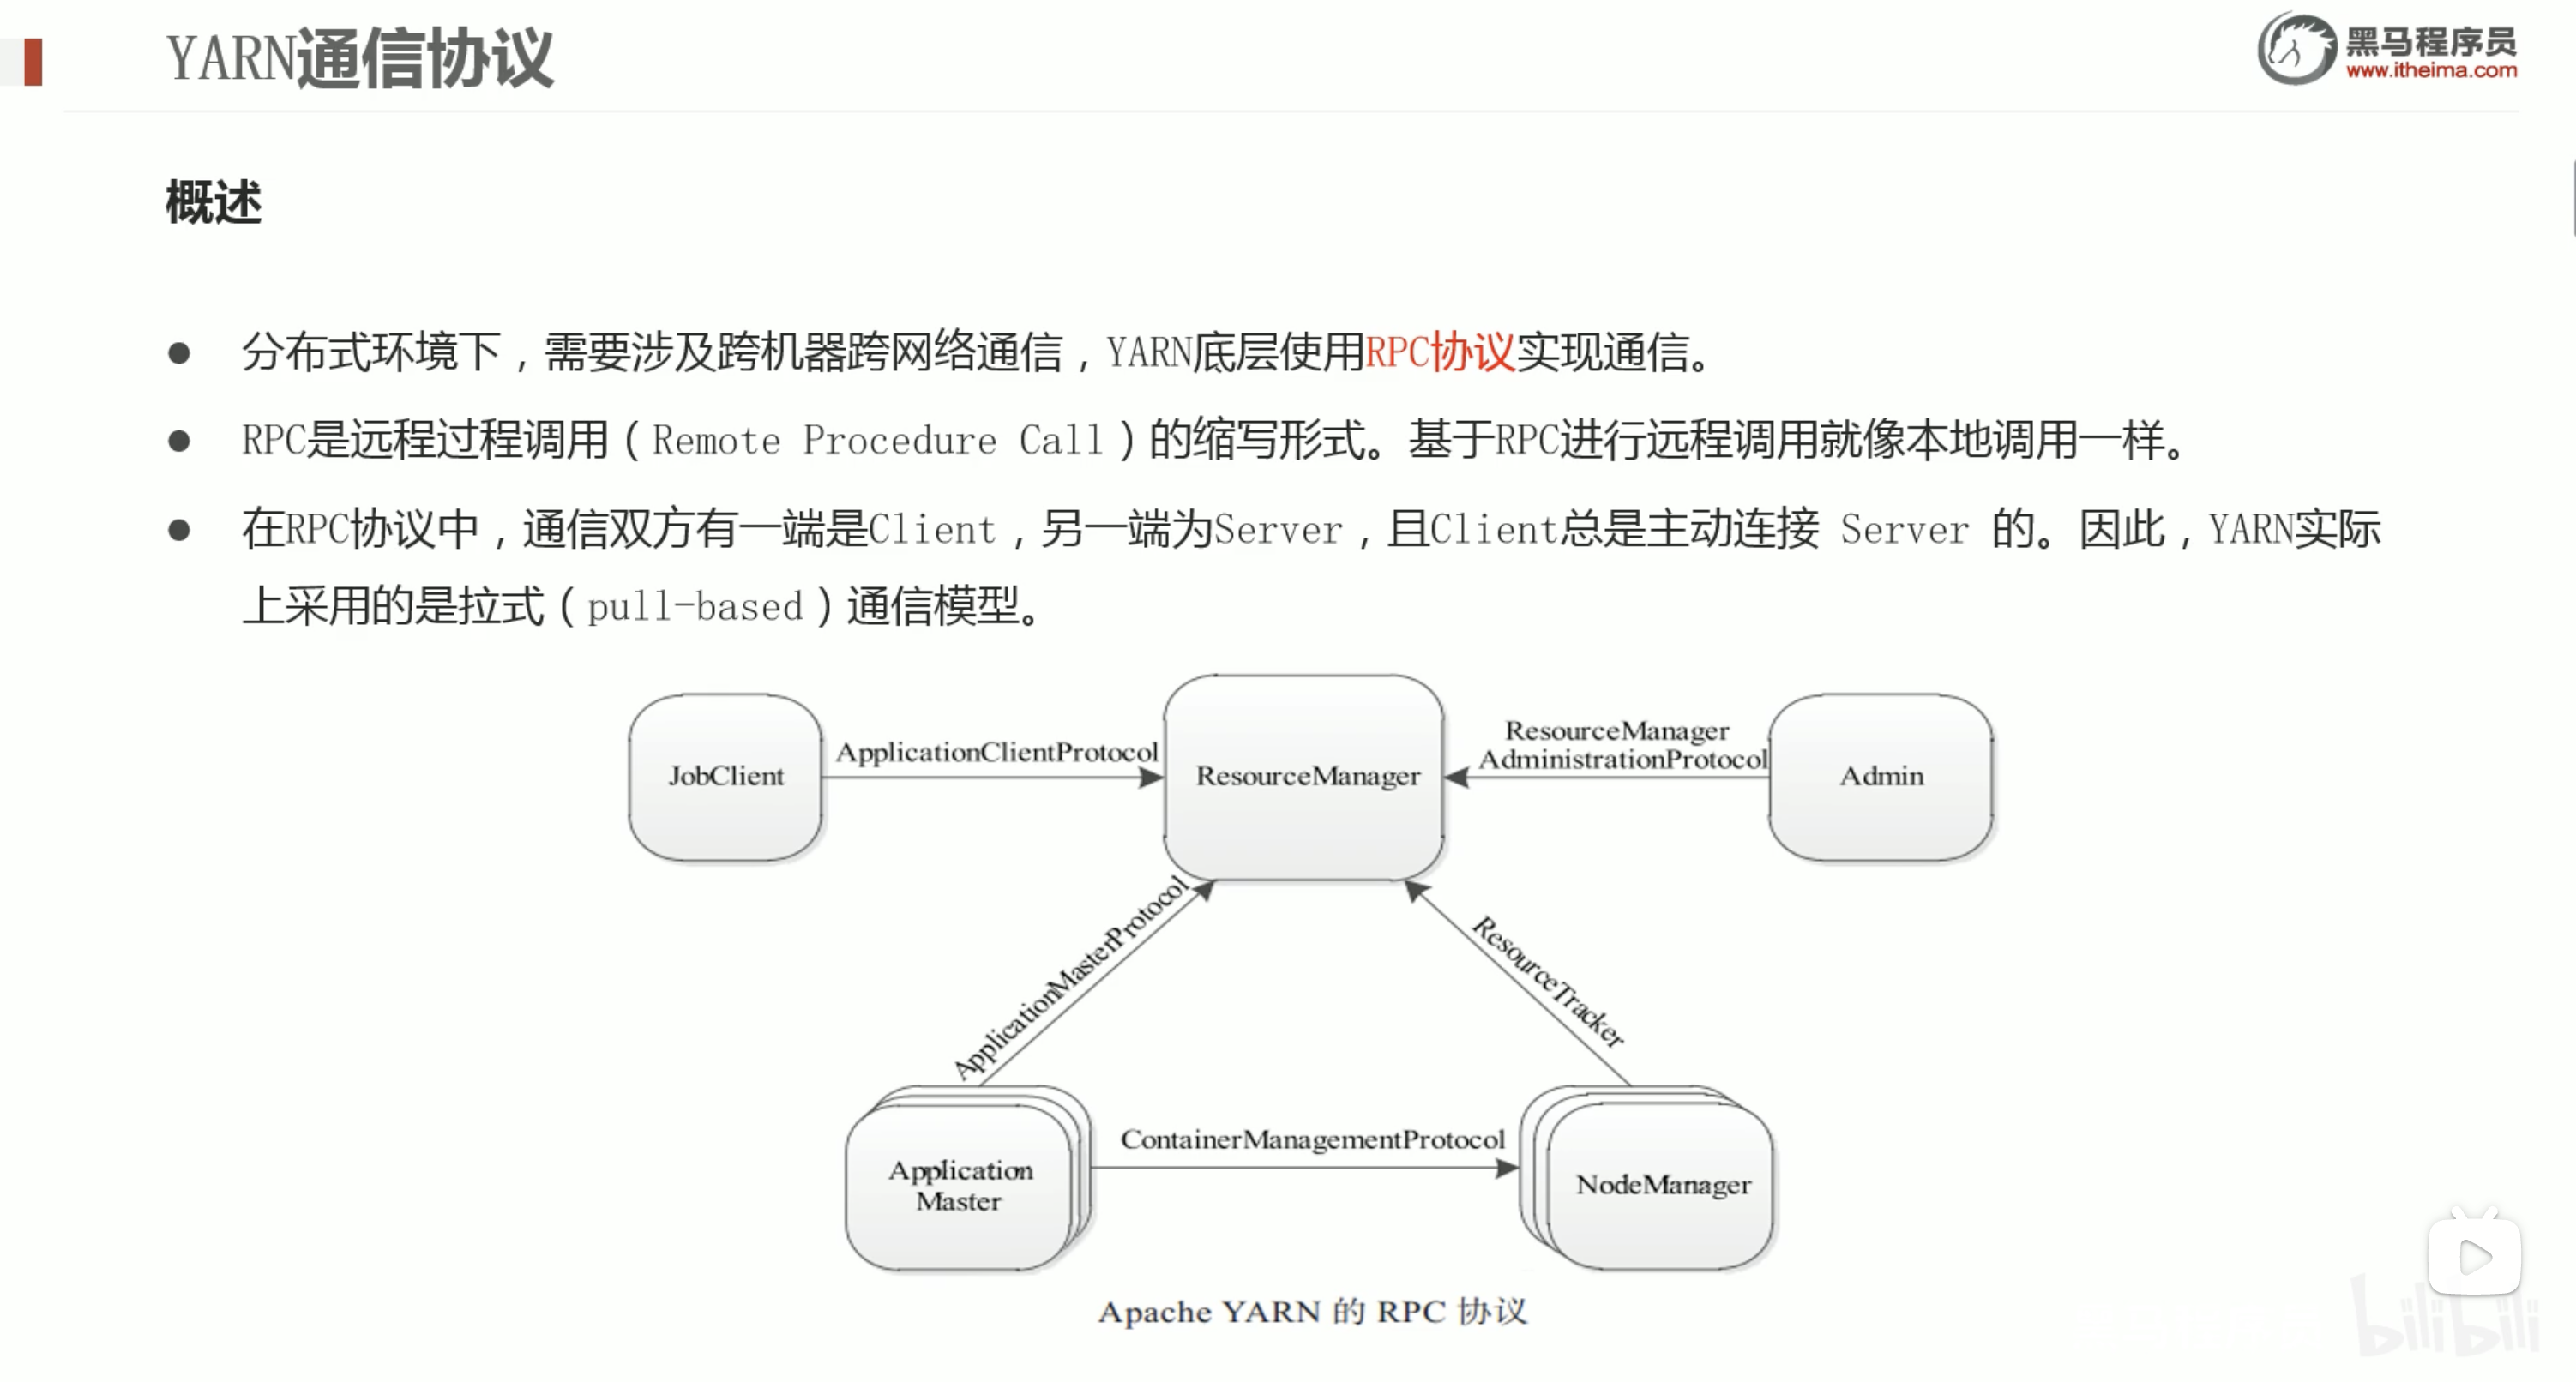 YARN通信协议
黑马程序员
www.itheima.com
概述
● 分布式环境下，需要涉及跨机器跨网络通信，YARN底层使用RPC协议实现通信。
● RPC是远程过程调用（Remote Procedure Call）的缩写形式。基于RPC进行远程调用就像本地调用一样。
● 在RPC协议中，通信双方有一端是Client，另一端为Server，且Client总是主动连接 Server 的。因此，YARN实际
上采用的是拉式（pull-based）通信模型。
JobClient
ApplicationClientProtocol
ResourceManager
ResourceManager
AdministrationProtocol
Admin
ApplicationMasterProtocol
ResourceTracker
Application
Master
ContainerManagementProtocol
NodeManager
Apache YARN 的 RPC 协议
bilibili